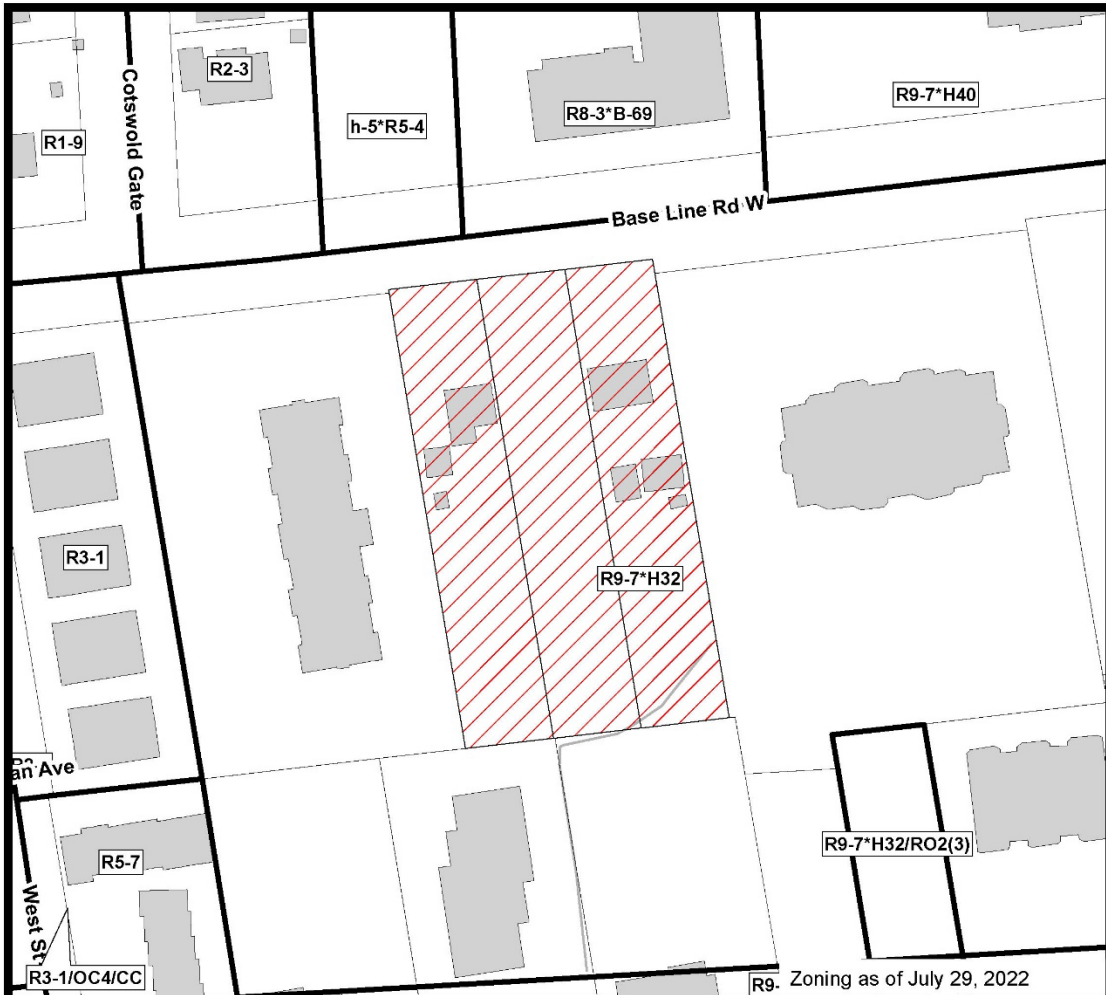 R2-3
R1-9
Cotswold Gate
h-5*R5-4
R8-3*B-69
R9-7*H40
Base Line Rd W
R3-1
R9-7*H32
an Ave
R5-7
West St
R3-1/OC4/CC
R9-7*H32/RO2(3)
R9-
Zoning as of July 29, 2022